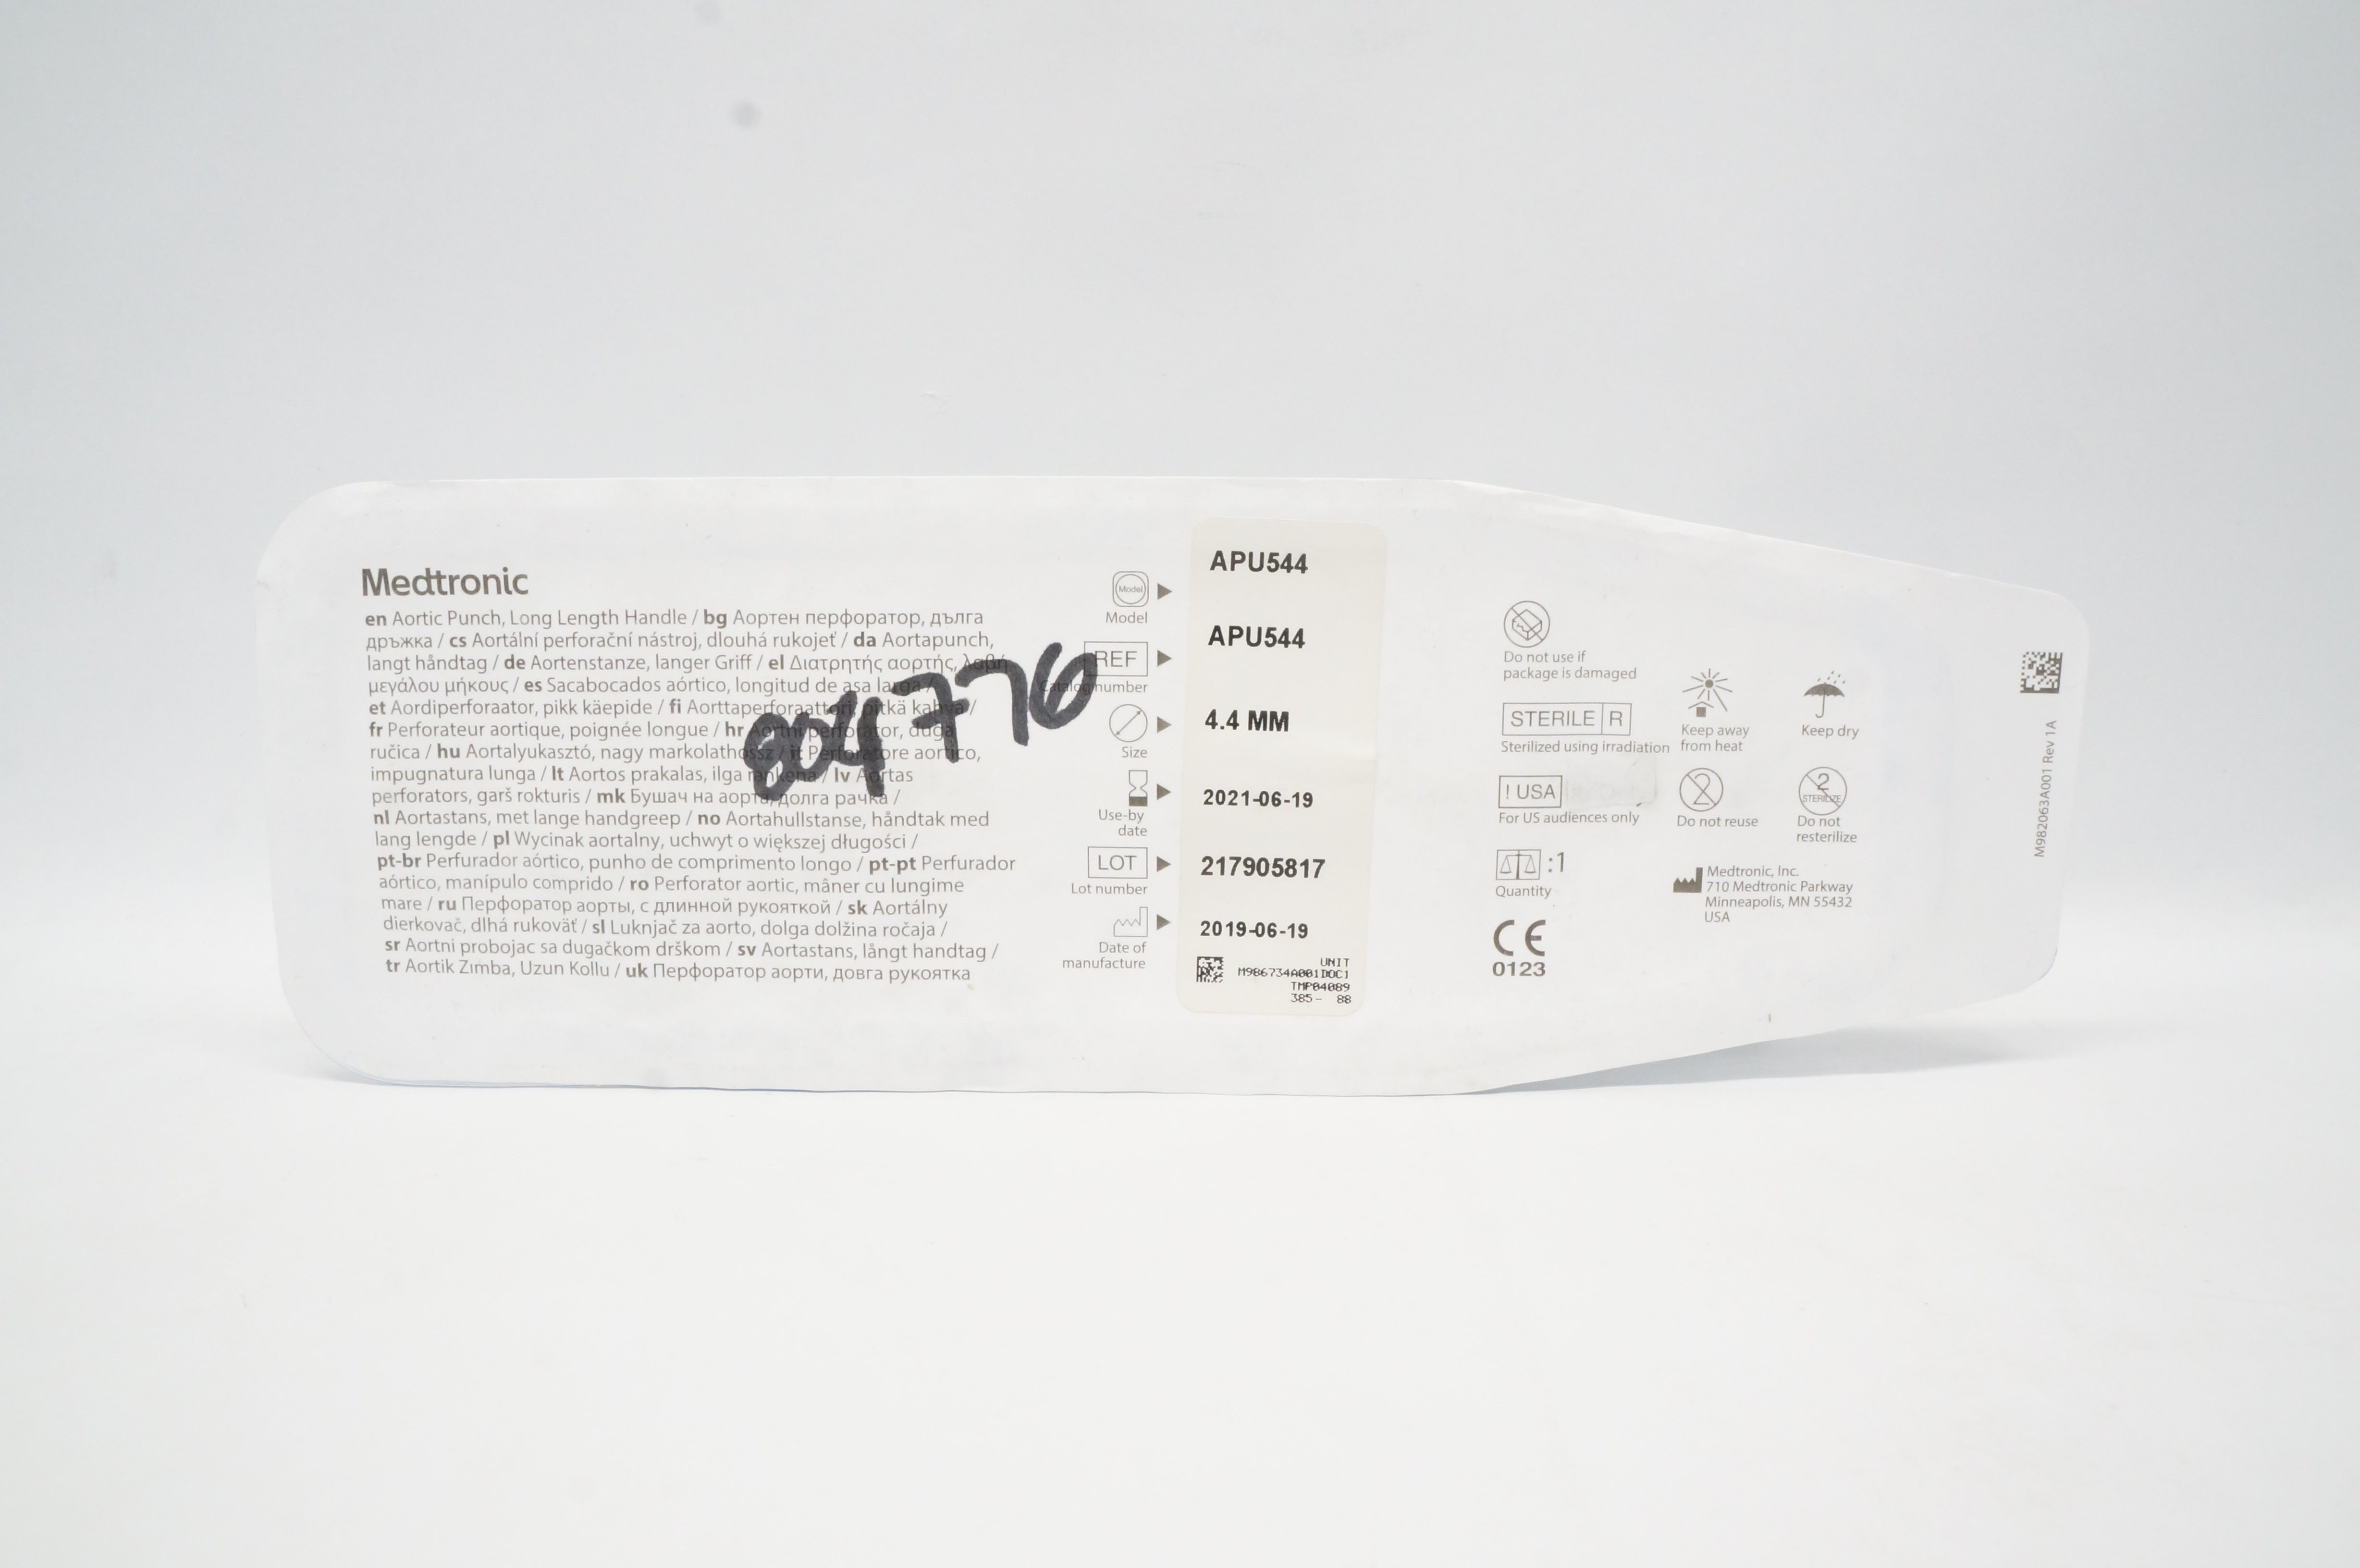 Medtronic
en Aortic Punch, Long Length Handle / bg Аортен перфоратор, дълга
дръжка / cs Aortální perforační nástroj, dlouhá rukojeť / da Aortapunch,
langt håndtag / de Aortenstanze, langer Griff / el Διατρητής αορτής, λαβή
μεγάλου μήκους / es Sacabocados aórtico, longitud de asa larga /
et Aordiperforaator, pikk käepide / fi Aorttaperforaattori, pitkä kahva /
fr Perforateur aortique, poignée longue / hr Aortni perforator, duga
ručica / hu Aortalyukasztó, nagy markolathossz / it Perforatore aortico,
impugnatura lunga / lt Aortos prakalas, ilga rankena / lv Aortas
perforators, garš rokturis / mk Бушач на аорта, долга рачка /
nl Aortastans, met lange handgreep / no Aortahullstanse, håndtak med
lang lengde / pl Wycinak aortalny, uchwyt o większej długości /
pt-br Perfurador aórtico, punho de comprimento longo / pt-pt Perfurador
aórtico, manípulo comprido / ro Perforator aortic, mâner cu lungime
mare / ru Перфоратор аорты, с длинной рукояткой / sk Aortálny
dierkovač, dlhá rukoväť / sl Luknjač za aorto, dolga dolžina ročaja /
sr Aortni probojac sa dugačkom drškom / sv Aortastans, långt handtag /
tr Aortik Zımba, Uzun Kollu / uk Перфоратор аорти, довга рукоятка
804776
Model
Model
REF
Catalog number
Size
Use-by
date
LOT
Lot number
Date of
manufacture
APU544
APU544
4.4 MM
2021-06-19
217905817
2019-06-19
UNIT
M986734A001DOC1
TMP04089
385- 88
Do not use if
package is damaged
STERILE R
Sterilized using irradiation
! USA
For US audiences only
:1
Quantity
CE
0123
Keep away
from heat
Keep dry
2
Do not reuse
2
STERILIZE
Do not
resterilize
Medtronic, Inc.
710 Medtronic Parkway
Minneapolis, MN 55432
USA
M982063A001 Rev 1A